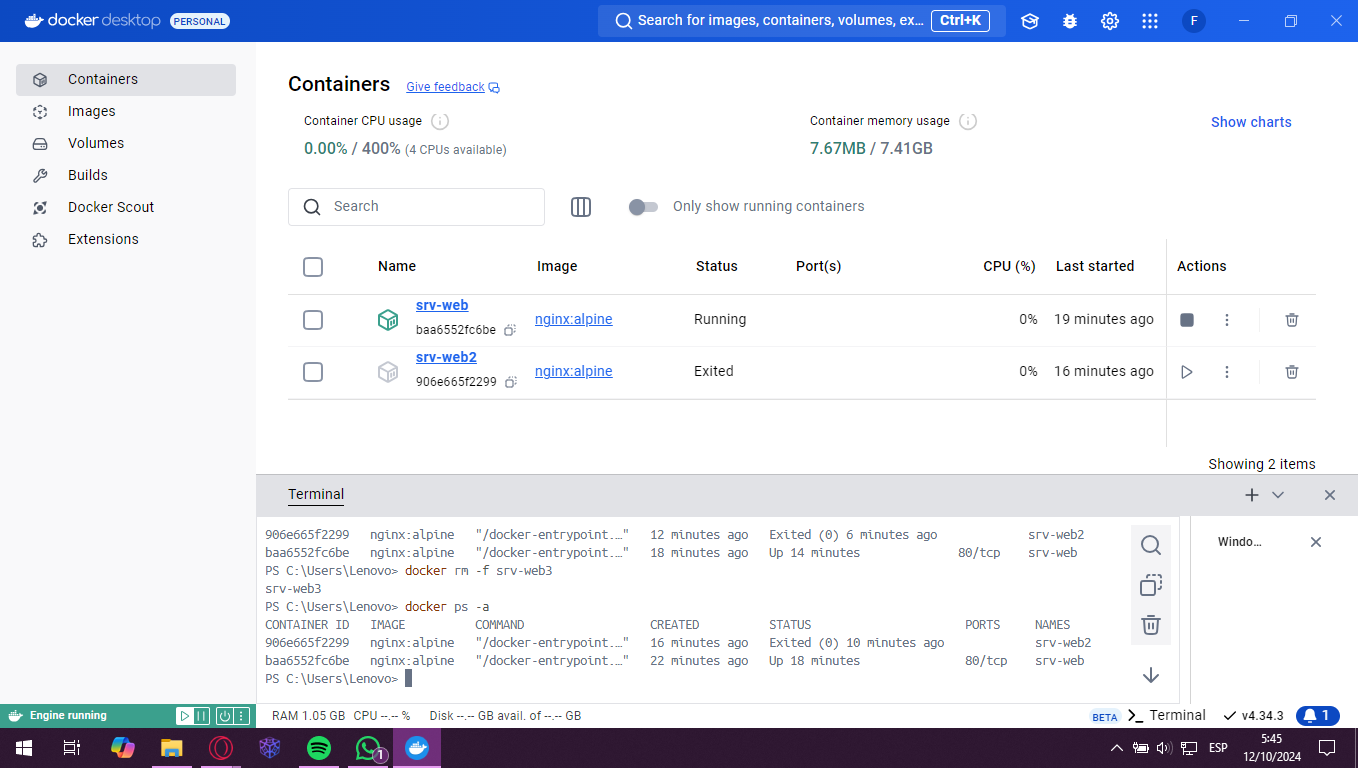 docker desktop PERSONAL
Search for images, containers, volumes, ex... Ctrl+K
F
Containers
Images
Volumes
Builds
Docker Scout
Extensions
Containers Give feedback
Container CPU usage
0.00% / 400% (4 CPUs available)
Container memory usage
7.67MB / 7.41GB
Show charts
Search
Only show running containers
Name Image Status Port(s) CPU (%) Last started Actions
srv-web
baa6552fc6be
nginx:alpine Running 0% 19 minutes ago
srv-web2
906e665f2299
nginx:alpine Exited 0% 16 minutes ago
Showing 2 items
Terminal
906e665f2299 nginx:alpine "/docker-entrypoint.…" 12 minutes ago Exited (0) 6 minutes ago srv-web2
baa6552fc6be nginx:alpine "/docker-entrypoint.…" 18 minutes ago Up 14 minutes 80/tcp srv-web
PS C:\Users\Lenovo> docker rm -f srv-web3
srv-web3
PS C:\Users\Lenovo> docker ps -a
CONTAINER ID IMAGE COMMAND CREATED STATUS PORTS NAMES
906e665f2299 nginx:alpine "/docker-entrypoint.…" 16 minutes ago Exited (0) 10 minutes ago srv-web2
baa6552fc6be nginx:alpine "/docker-entrypoint.…" 22 minutes ago Up 18 minutes 80/tcp srv-web
PS C:\Users\Lenovo>
Windo...
Engine running
RAM 1.05 GB CPU --.-- % Disk --.-- GB avail. of --.-- GB
BETA Terminal v4.34.3 1
1
ESP
5:45
12/10/2024